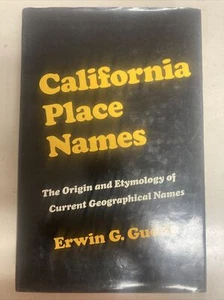 California
Place
Names
The Origin and Etymology of
Current Geographical Names
Erwin G.